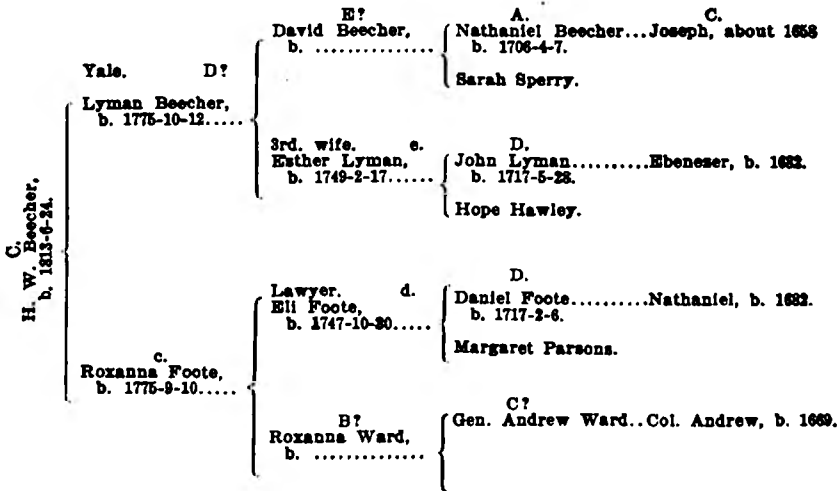 C.
H. W. Beecher,
b. 1813-6-24.
Yale. D?
Lyman Beecher,
b. 1775-10-12.....
c.
Roxanna Foote,
b. 1775-9-10.....
E?
David Beecher,
b. ..............
3rd. wife. e.
Esther Lyman,
b. 1749-2-17......
Lawyer. d.
Eli Foote,
b. 1747-10-30.....
B?
Roxanna Ward,
b. ..............
A. C.
Nathaniel Beecher...Joseph, about 1658
b. 1706-4-7.
Sarah Sperry.
D.
John Lyman..........Ebenezer, b. 1682.
b. 1717-5-28.
Hope Hawley.
D.
Daniel Foote.........Nathaniel, b. 1682.
b. 1717-2-6.
Margaret Parsons.
C?
Gen. Andrew Ward..Col. Andrew, b. 1669.